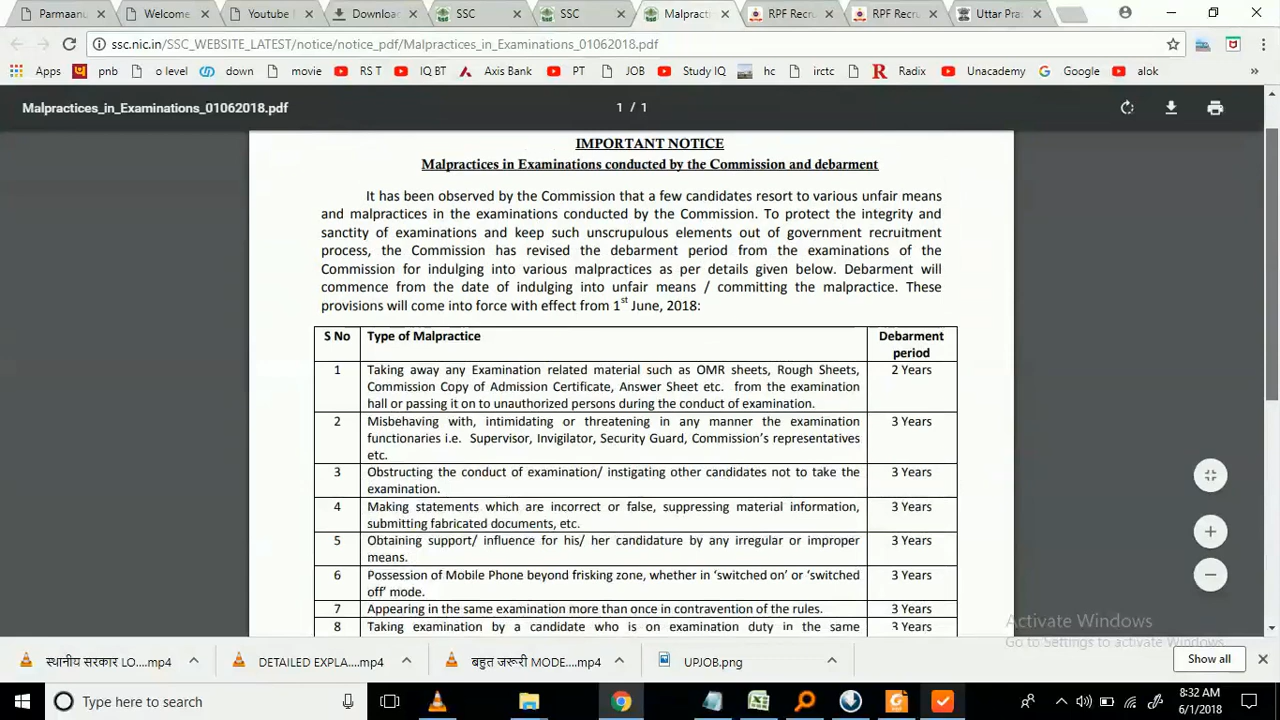 Parmaanu
Welcome
Youtube
Downloa
SSC
SSC
Malpracti
RPF Recru
RPF Recru
Uttar Pra
ssc.nic.in/SSC_WEBSITE_LATEST/notice/notice_pdf/Malpractices_in_Examinations_01062018.pdf
Apps pnb o level down movie RS T IQ BT Axis Bank PT JOB Study IQ hc irctc Radix Unacademy Google alok »
Malpractices_in_Examinations_01062018.pdf 1 / 1
IMPORTANT NOTICE
Malpractices in Examinations conducted by the Commission and debarment
It has been observed by the Commission that a few candidates resort to various unfair means
and malpractices in the examinations conducted by the Commission. To protect the integrity and
sanctity of examinations and keep such unscrupulous elements out of government recruitment
process, the Commission has revised the debarment period from the examinations of the
Commission for indulging into various malpractices as per details given below. Debarment will
commence from the date of indulging into unfair means / committing the malpractice. These
provisions will come into force with effect from 1st June, 2018:
S No Type of Malpractice Debarment
period
1 Taking away any Examination related material such as OMR sheets, Rough Sheets, 2 Years
Commission Copy of Admission Certificate, Answer Sheet etc. from the examination
hall or passing it on to unauthorized persons during the conduct of examination.
2 Misbehaving with, intimidating or threatening in any manner the examination 3 Years
functionaries i.e. Supervisor, Invigilator, Security Guard, Commission's representatives
etc.
3 Obstructing the conduct of examination/ instigating other candidates not to take the 3 Years
examination.
4 Making statements which are incorrect or false, suppressing material information, 3 Years
submitting fabricated documents, etc.
5 Obtaining support/ influence for his/ her candidature by any irregular or improper 3 Years
means.
6 Possession of Mobile Phone beyond frisking zone, whether in 'switched on' or 'switched 3 Years
off' mode.
7 Appearing in the same examination more than once in contravention of the rules. 3 Years
8 Taking examination by a candidate who is on examination duty in the same 3 Years
Activate Windows
Go to Settings to activate Windows.
स्थानीय सरकार LO....mp4 DETAILED EXPLA....mp4 बहुत जरूरी MODE....mp4 UPJOB.png Show all
Type here to search
8:32 AM
6/1/2018